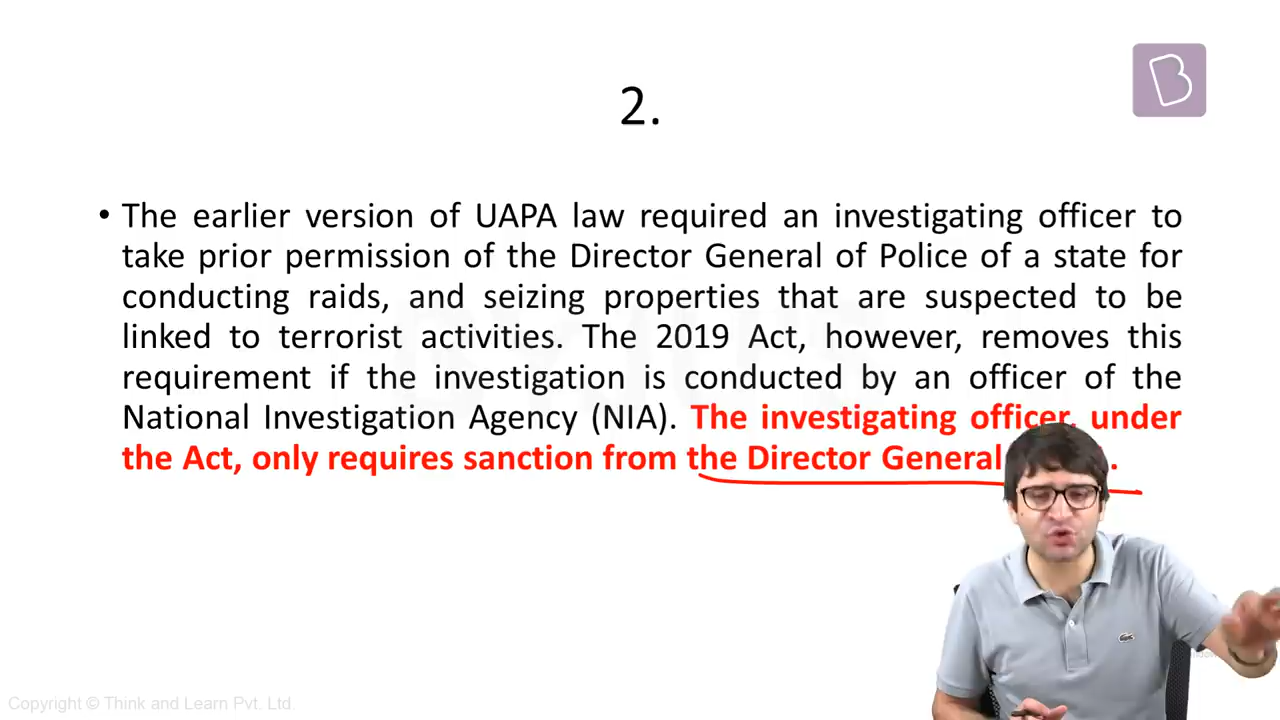 B
2.
• The earlier version of UAPA law required an investigating officer to
take prior permission of the Director General of Police of a state for
conducting raids, and seizing properties that are suspected to be
linked to terrorist activities. The 2019 Act, however, removes this
requirement if the investigation is conducted by an officer of the
National Investigation Agency (NIA). The investigating officer, under
the Act, only requires sanction from the Director General
Copyright © Think and Learn Pvt. Ltd.